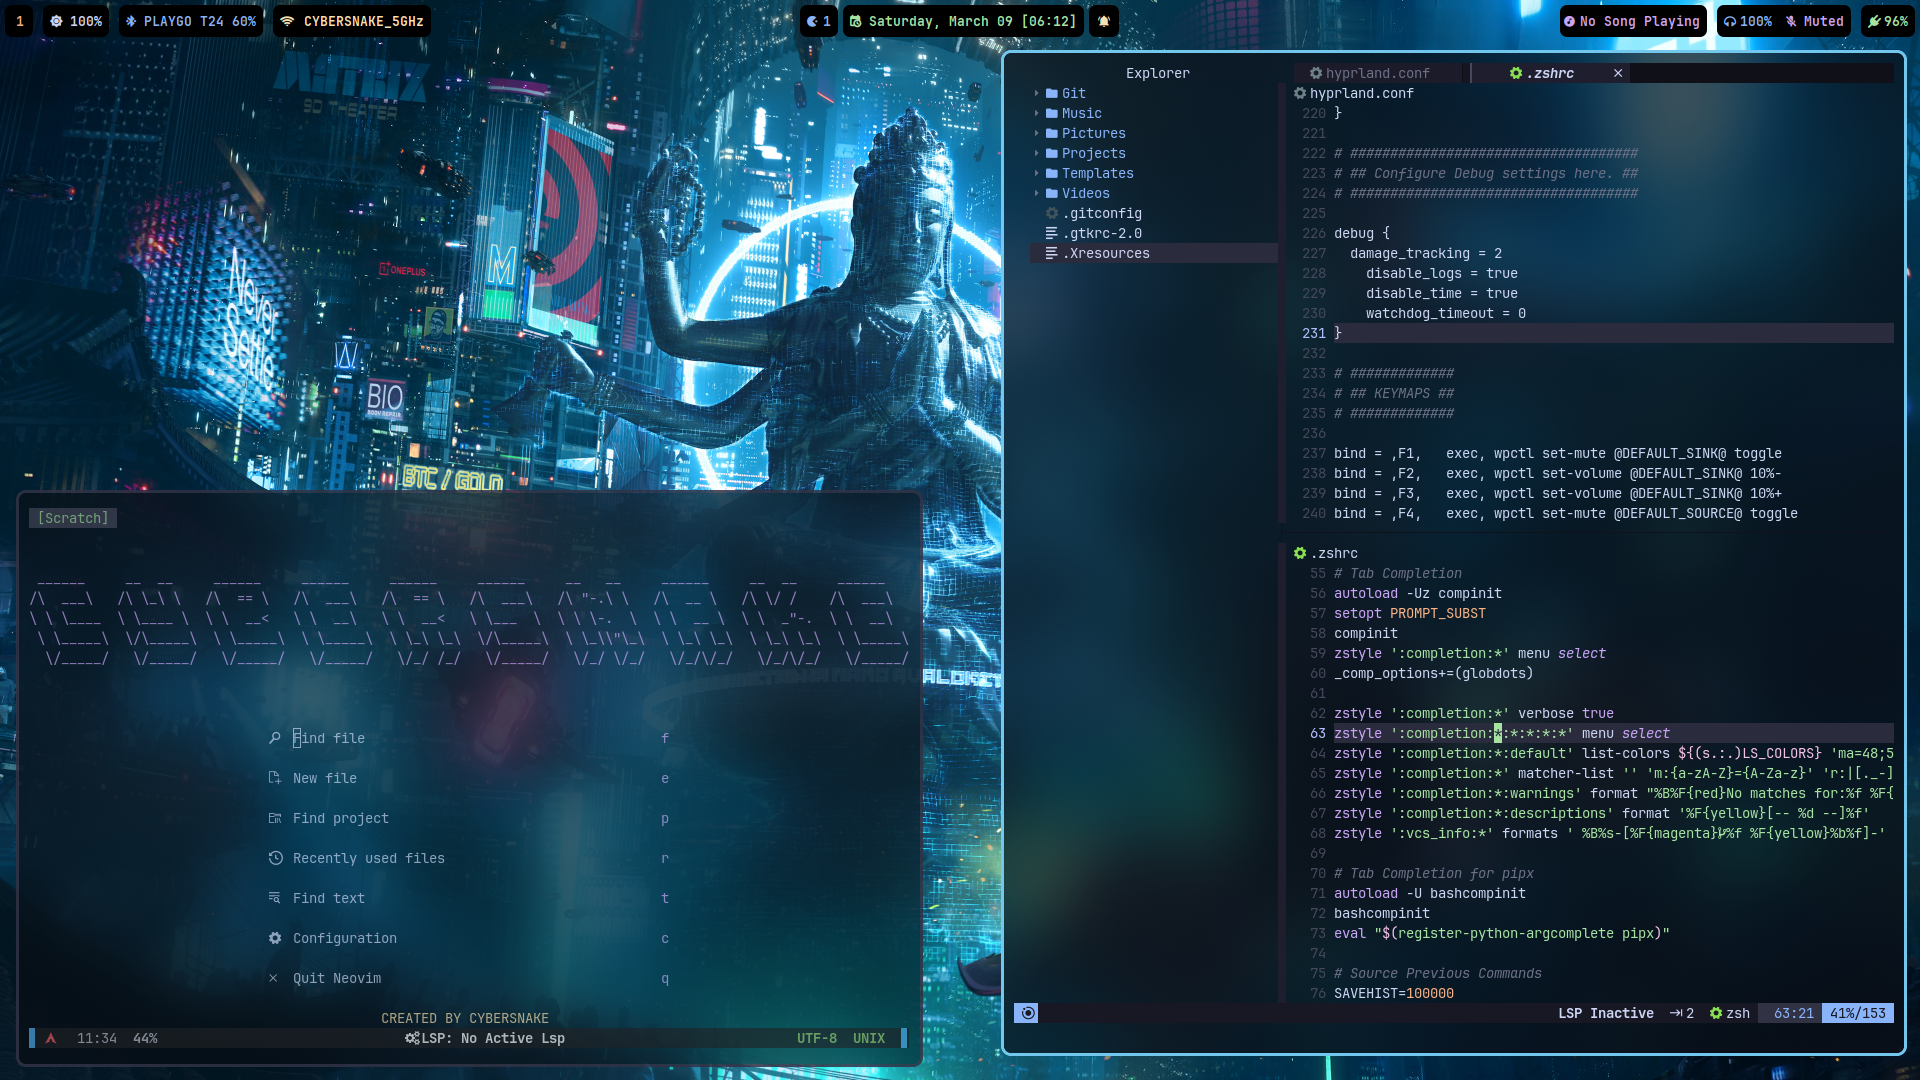 1
100%
PLAYGO T24 60%
CYBERSNAKE_5GHz
1
Saturday, March 09 [06:12]
No Song Playing
100%
Muted
96%
9D THEATER
Never
Settle
ONEPLUS
M
BIO
BODY REPAIR
BTC / GOLD
[Scratch]
Find file f
New file e
Find project p
Recently used files r
Find text t
Configuration c
Quit Neovim q
CREATED BY CYBERSNAKE
11:34 44%
LSP: No Active Lsp
UTF-8 UNIX
Explorer
Git
Music
Pictures
Projects
Templates
Videos
.gitconfig
.gtkrc-2.0
.Xresources
hyprland.conf
.zshrc ×
hyprland.conf
220 }
221
222 # ####################################
223 # ## Configure Debug settings here. ##
224 # ####################################
225
226 debug {
227 damage_tracking = 2
228 disable_logs = true
229 disable_time = true
230 watchdog_timeout = 0
231 }
232
233 # #############
234 # ## KEYMAPS ##
235 # #############
236
237 bind = ,F1, exec, wpctl set-mute @DEFAULT_SINK@ toggle
238 bind = ,F2, exec, wpctl set-volume @DEFAULT_SINK@ 10%-
239 bind = ,F3, exec, wpctl set-volume @DEFAULT_SINK@ 10%+
240 bind = ,F4, exec, wpctl set-mute @DEFAULT_SOURCE@ toggle
.zshrc
55 # Tab Completion
56 autoload -Uz compinit
57 setopt PROMPT_SUBST
58 compinit
59 zstyle ':completion:*' menu select
60 _comp_options+=(globdots)
61
62 zstyle ':completion:*' verbose true
63 zstyle ':completion:*:*:*:*:*' menu select
64 zstyle ':completion:*:default' list-colors ${(s.:.)LS_COLORS} 'ma=48;5
65 zstyle ':completion:*' matcher-list '' 'm:{a-zA-Z}={A-Za-z}' 'r:|[._-]
66 zstyle ':completion:*:warnings' format "%B%F{red}No matches for:%f %F{
67 zstyle ':completion:*:descriptions' format '%F{yellow}[-- %d --]%f'
68 zstyle ':vcs_info:*' formats ' %B%s-[%F{magenta}%f %F{yellow}%b%f]-'
69
70 # Tab Completion for pipx
71 autoload -U bashcompinit
72 bashcompinit
73 eval "$(register-python-argcomplete pipx)"
74
75 # Source Previous Commands
76 SAVEHIST=100000
LSP Inactive 2 zsh 63:21 41%/153